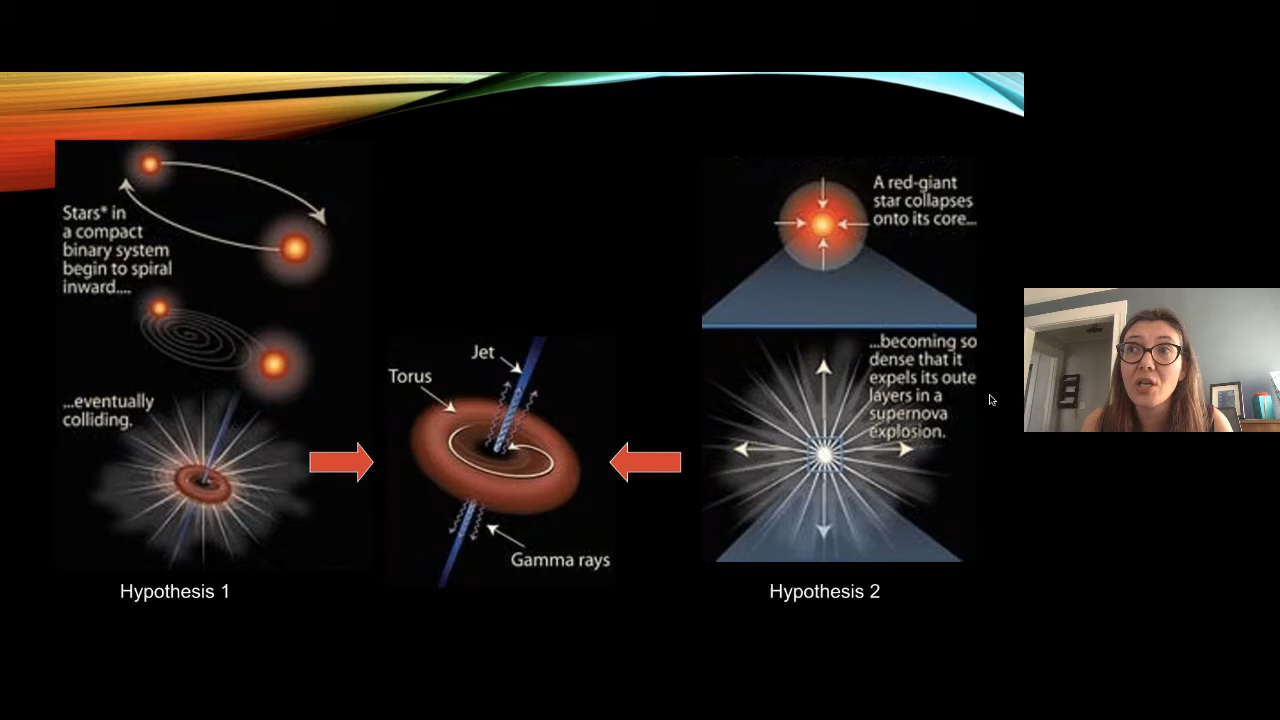 Stars* in
a compact
binary system
begin to spiral
inward....
...eventually
colliding.
Hypothesis 1
Jet
Torus
Gamma rays
A red-giant
star collapses
onto its core...
...becoming so
dense that it
expels its oute
layers in a
supernova
explosion.
Hypothesis 2